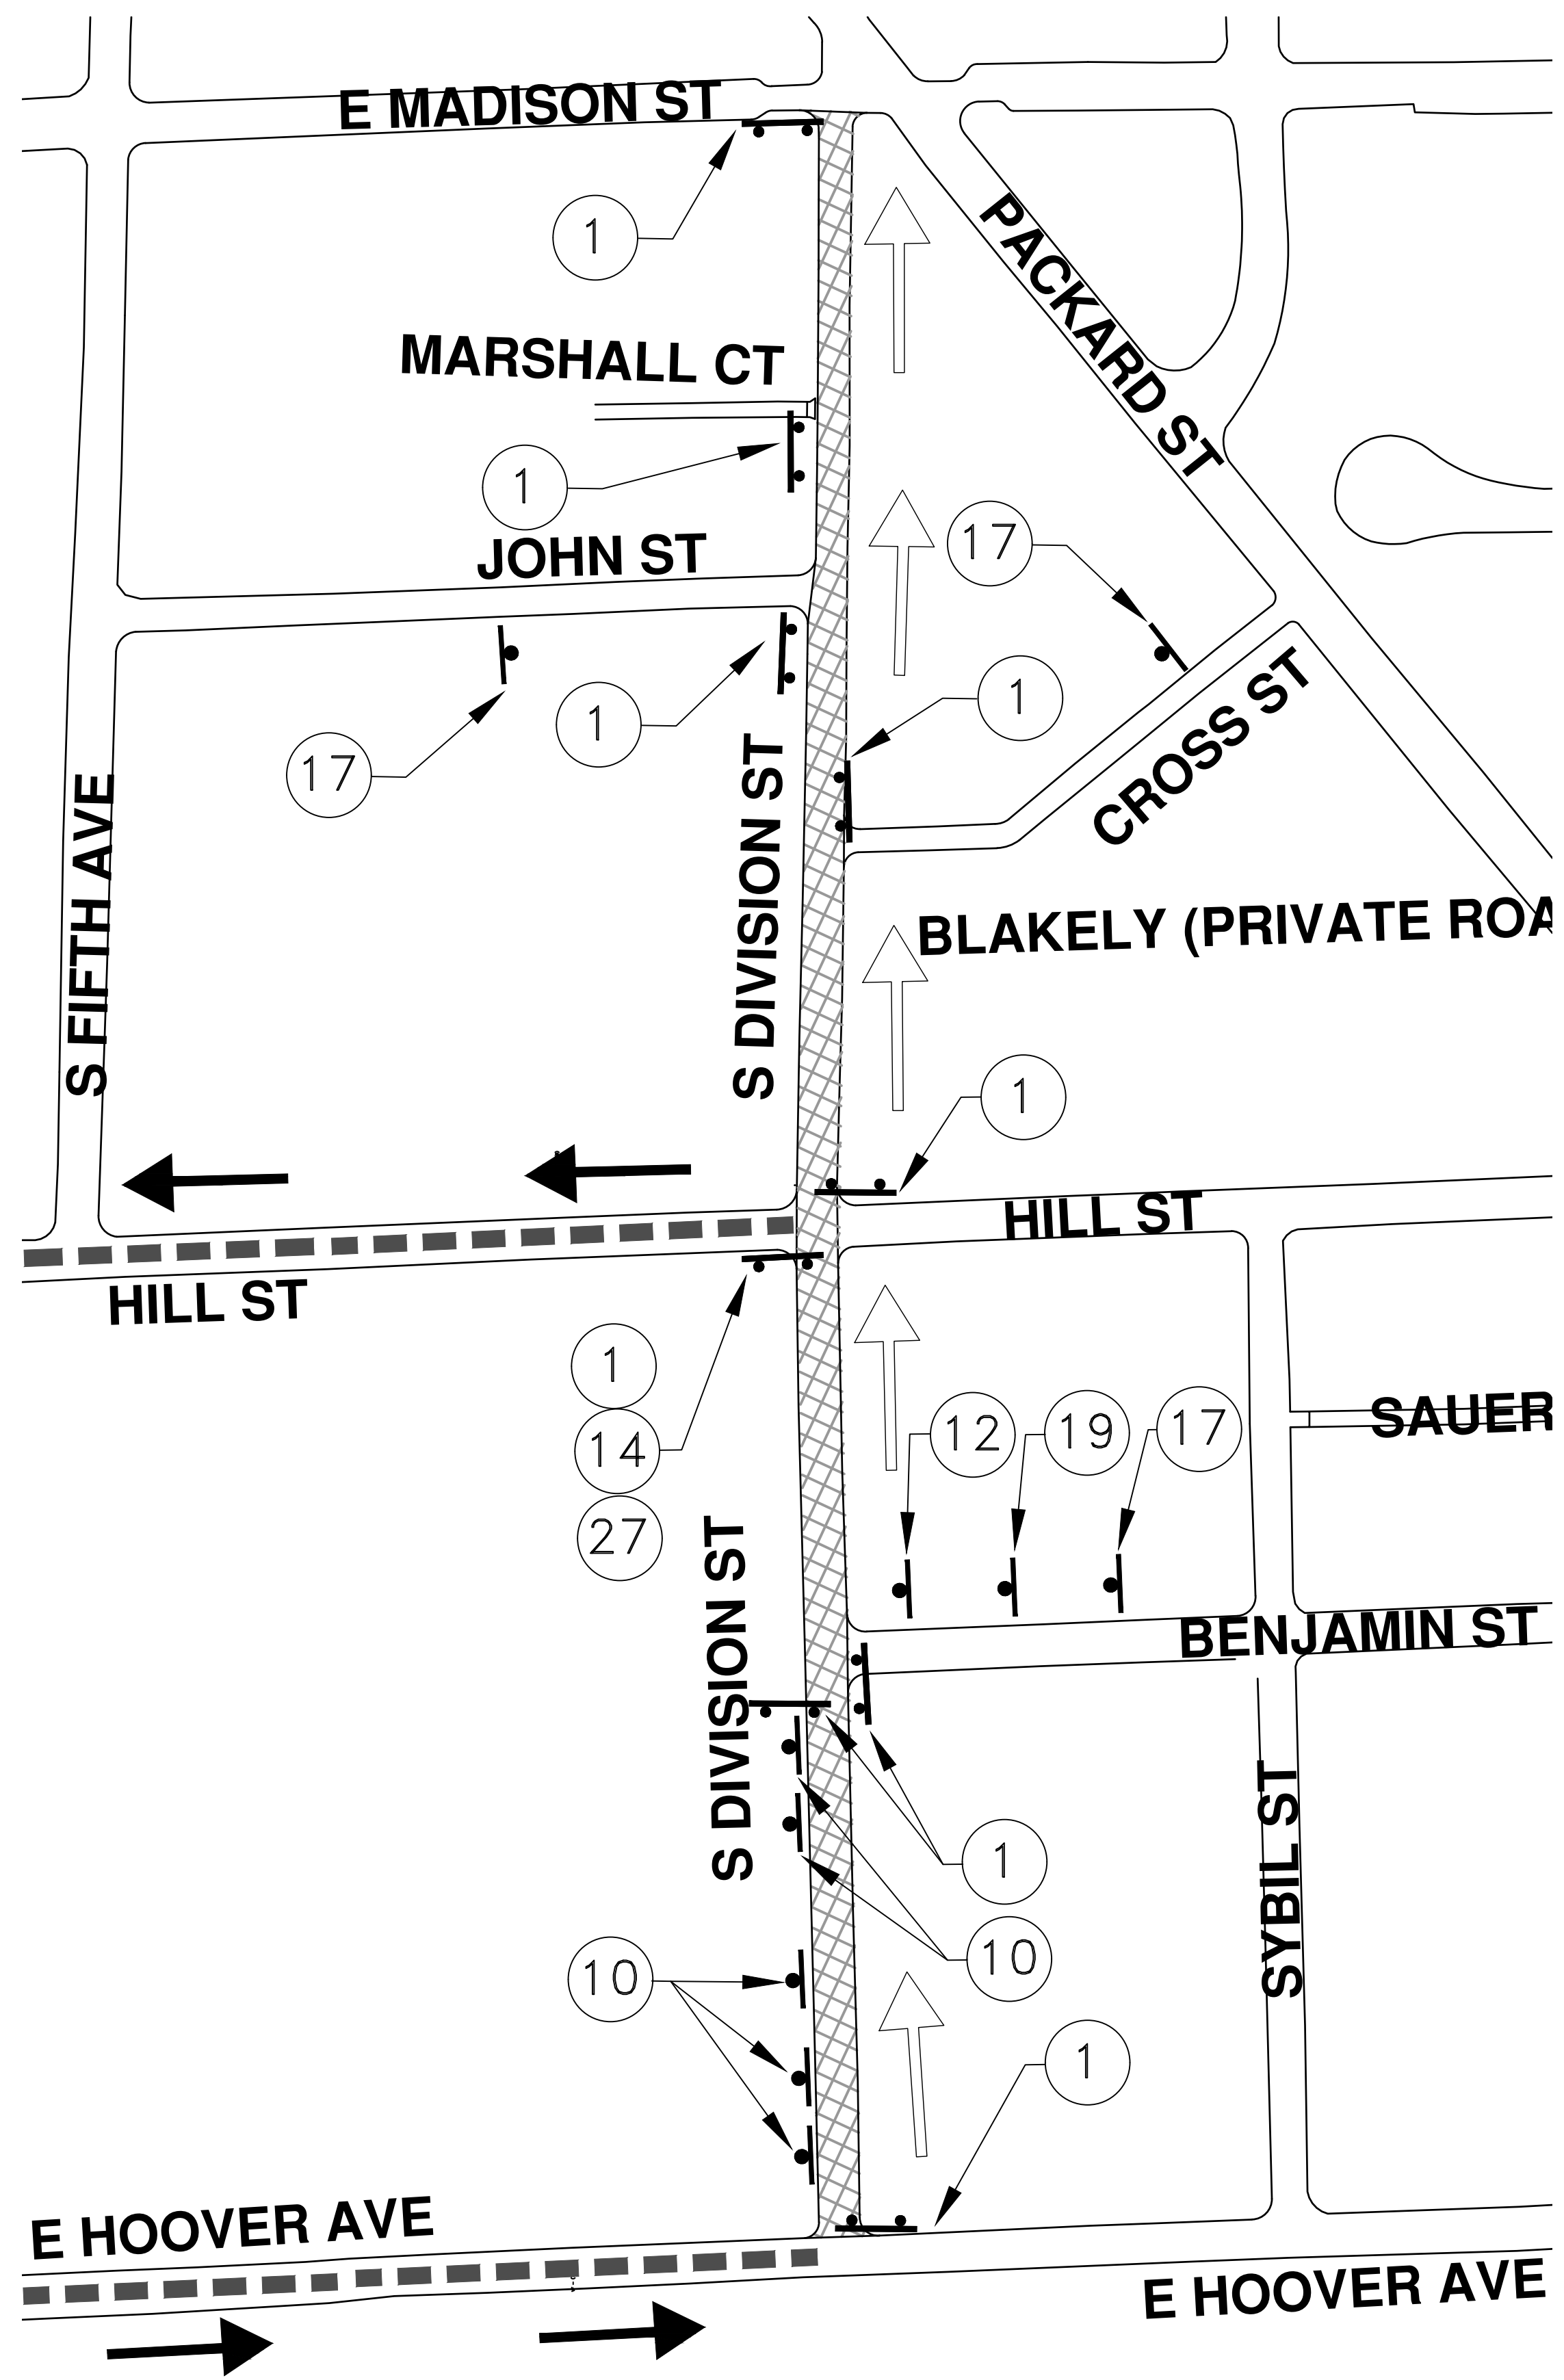 E MADISON ST
PACKARD ST
1
MARSHALL CT
1
17
JOHN ST
1
1
17
CROSS ST
S FIFTH AVE
S DIVISION ST
BLAKELY (PRIVATE ROA
1
HILL ST
HILL ST
1
14
27
12
19
17
SAUER
S DIVISION ST
BENJAMIN ST
SYBIL ST
1
10
10
1
E HOOVER AVE
E HOOVER AVE